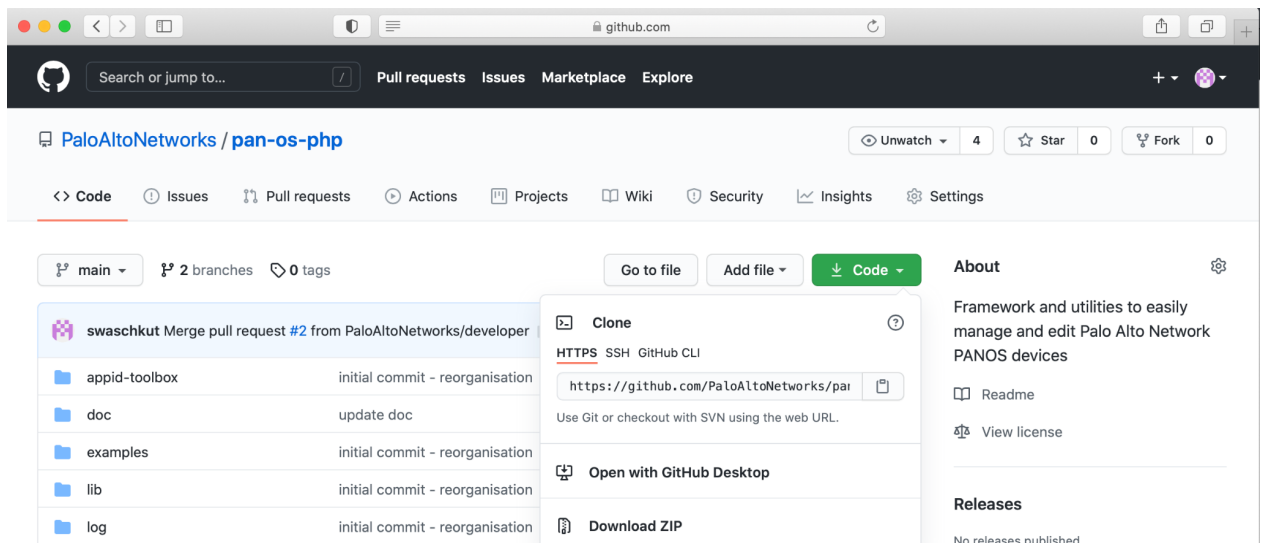 github.com
Search or jump to... /
Pull requests Issues Marketplace Explore
PaloAltoNetworks / pan-os-php
Unwatch 4 Star 0 Fork 0
Code Issues Pull requests Actions Projects Wiki Security Insights Settings
main 2 branches 0 tags Go to file Add file Code
swaschkut Merge pull request #2 from PaloAltoNetworks/developer
appid-toolbox initial commit - reorganisation
doc update doc
examples initial commit - reorganisation
lib initial commit - reorganisation
log initial commit - reorganisation
Clone
HTTPS SSH GitHub CLI
https://github.com/PaloAltoNetworks/pan
Use Git or checkout with SVN using the web URL.
Open with GitHub Desktop
Download ZIP
About
Framework and utilities to easily
manage and edit Palo Alto Network
PANOS devices
Readme
View license
Releases
No releases published